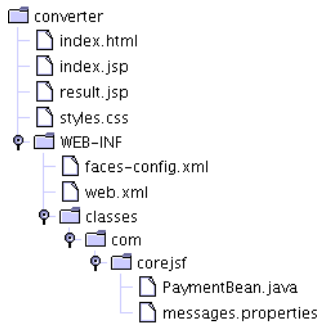 converter
index.html
index.jsp
result.jsp
styles.css
WEB-INF
faces-config.xml
web.xml
classes
com
corejsf
PaymentBean.java
messages.properties